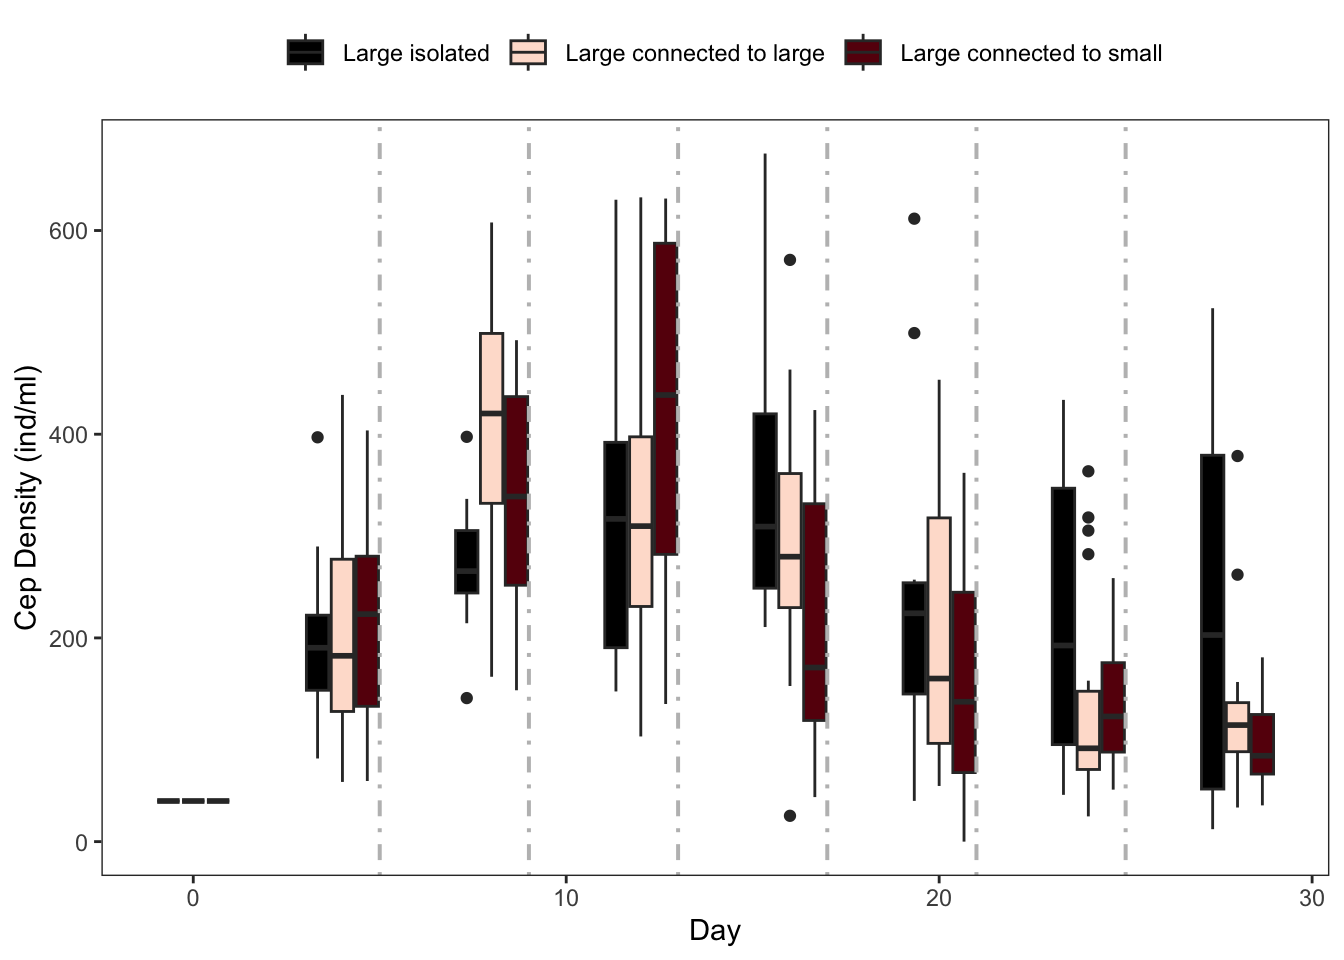 Large isolated Large connected to large Large connected to small
600
400
200
0
Cep Density (ind/ml)
0 10 20 30
Day